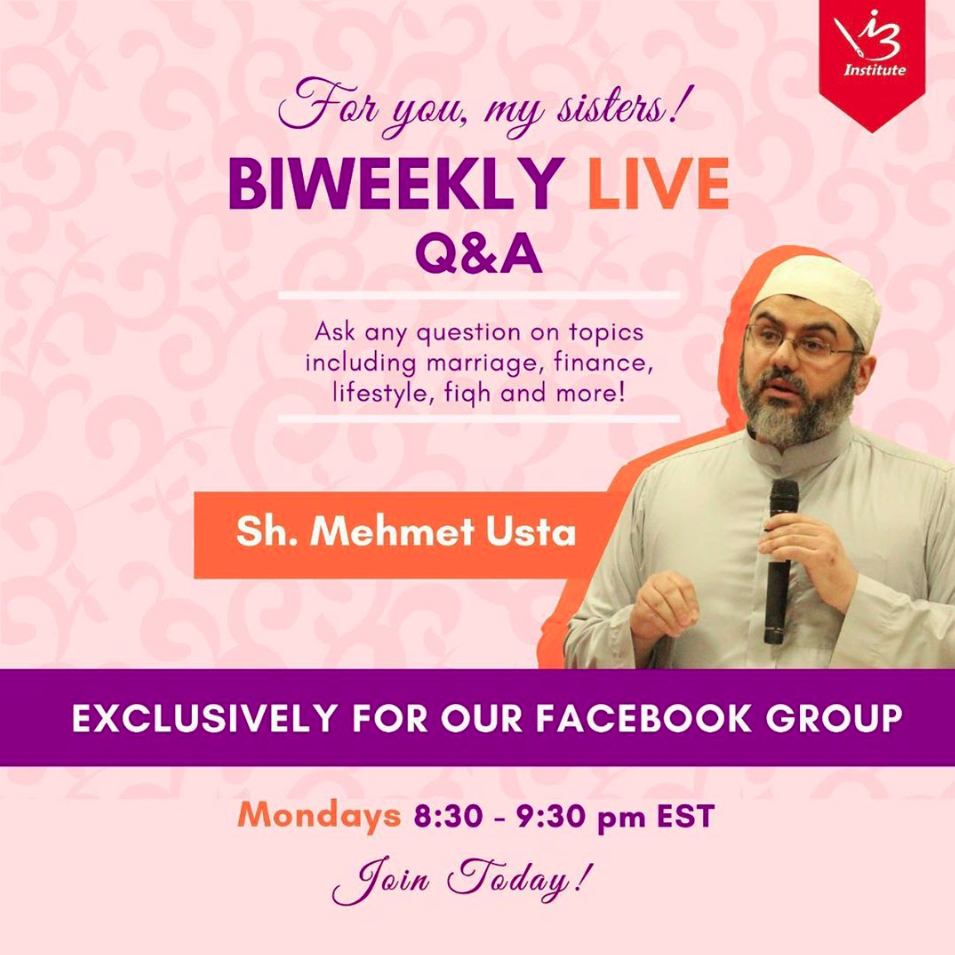 Institute
For you, my sisters!
BIWEEKLY LIVE
Q&A
Ask any question on topics
including marriage, finance,
lifestyle, fiqh and more!
Sh. Mehmet Usta
EXCLUSIVELY FOR OUR FACEBOOK GROUP
Mondays 8:30 - 9:30 pm EST
Join Today!